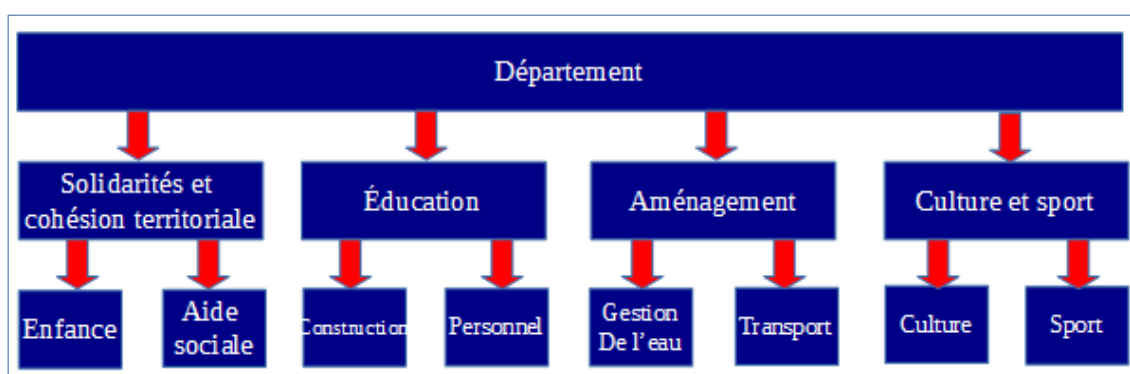 Département
Solidarités et
cohésion territoriale
Éducation
Aménagement
Culture et sport
Enfance
Aide
sociale
Construction
Personnel
Gestion
De l'eau
Transport
Culture
Sport